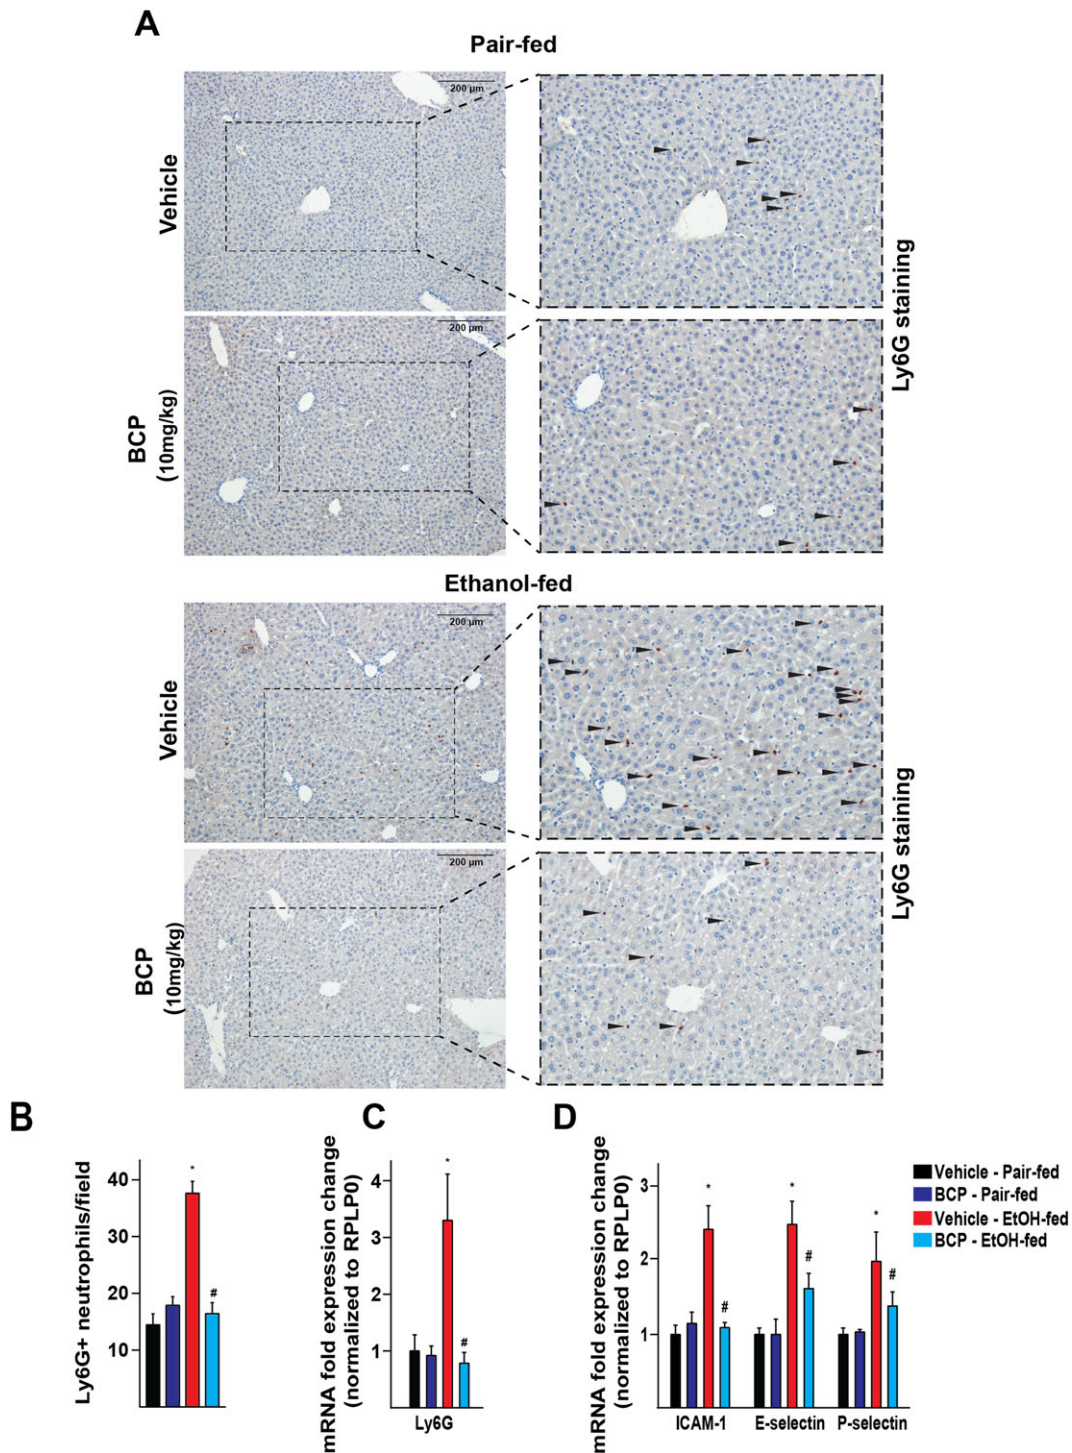 A
Pair-fed
200 µm
Vehicle
200 µm
BCP
(10mg/kg)
Ly6G staining
Ethanol-fed
200 µm
Vehicle
200 µm
BCP
(10mg/kg)
Ly6G staining
B
Ly6G+ neutrophils/field
40
30
20
10
*
#
C
mRNA fold expression change
(normalized to RPLP0)
4
3
2
1
*
#
Ly6G
D
mRNA fold expression change
(normalized to RPLP0)
3
2
1
*
#
*
#
*
#
ICAM-1 E-selectin P-selectin
Vehicle - Pair-fed
BCP - Pair-fed
Vehicle - EtOH-fed
BCP - EtOH-fed